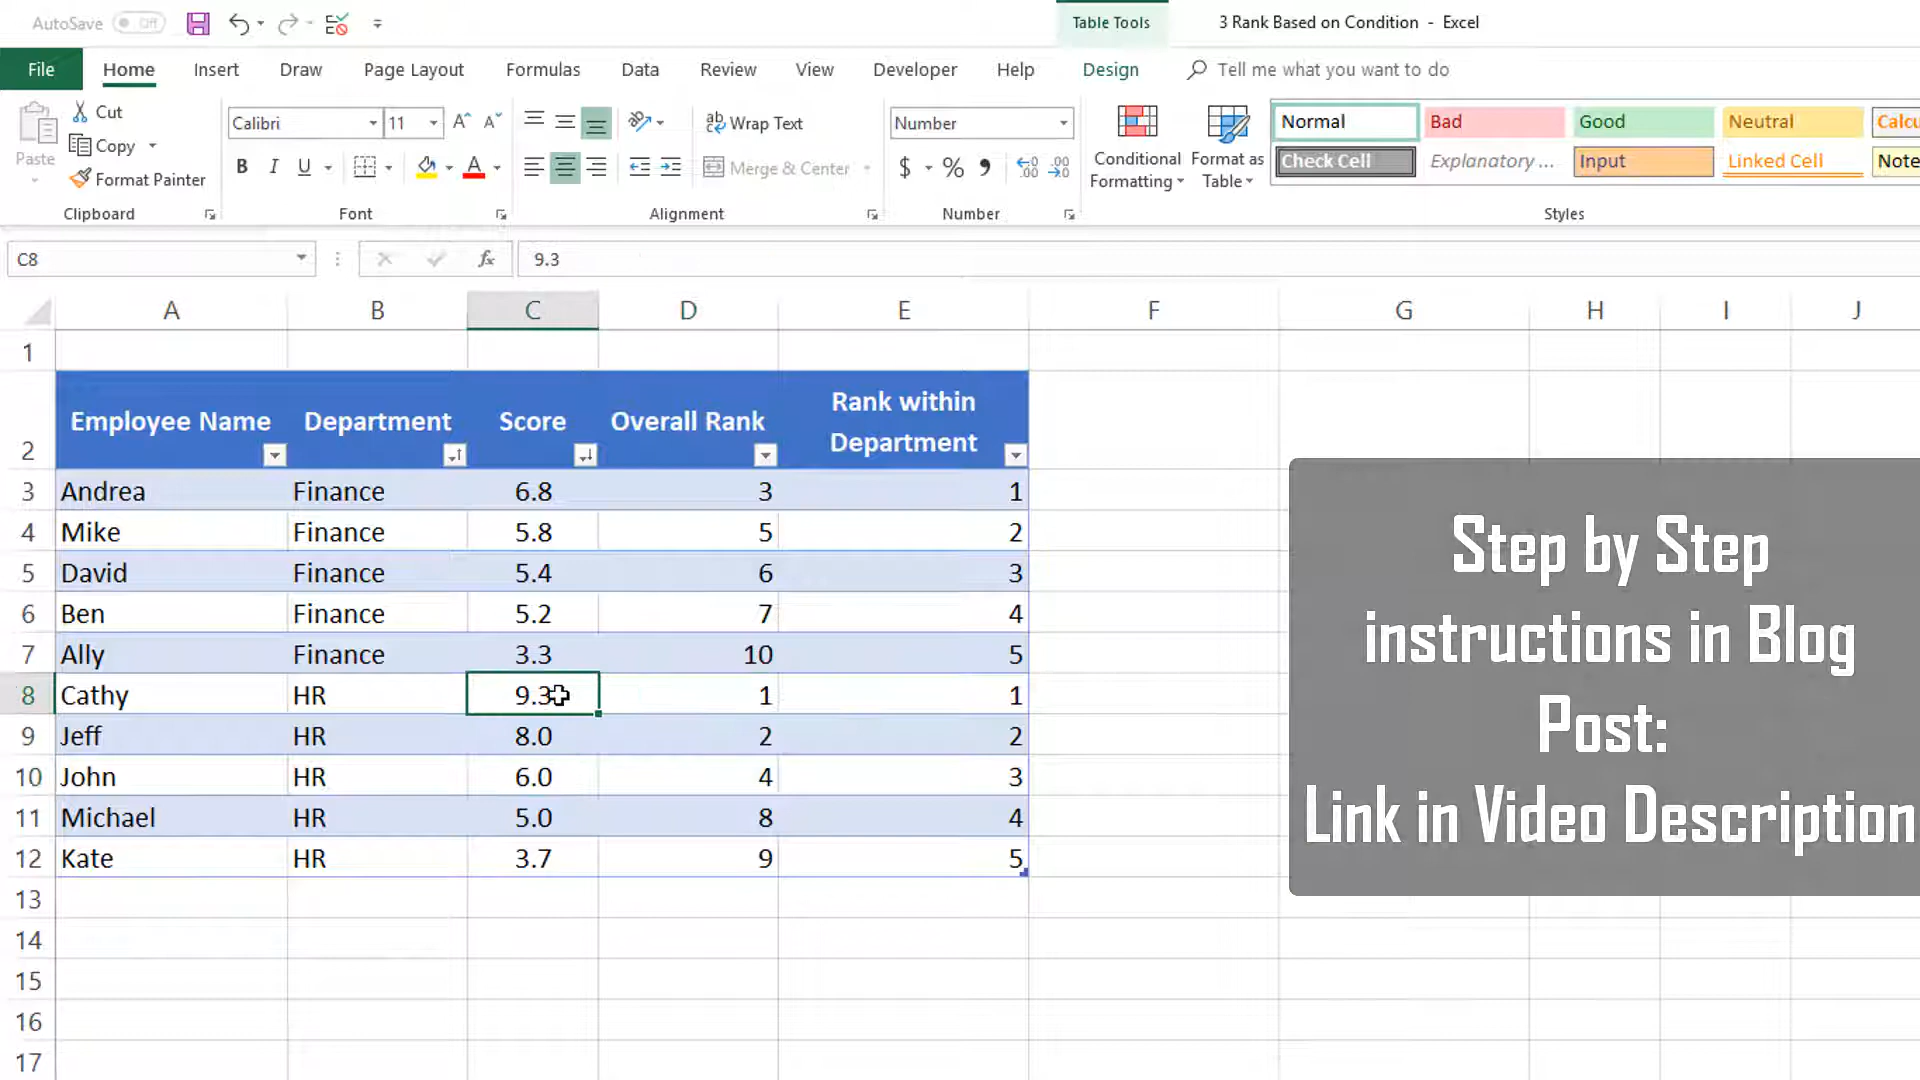 AutoSave Off
Table Tools
3 Rank Based on Condition - Excel
File Home Insert Draw Page Layout Formulas Data Review View Developer Help Design Tell me what you want to do
Paste
Cut
Copy
Format Painter
Clipboard
Calibri 11
B I U
Font
Wrap Text
Merge & Center
Alignment
Number
$ % ,
Number
Conditional Formatting
Format as Table
Normal Bad Good Neutral
Check Cell Explanatory ... Input Linked Cell Note
Styles
C8 fx 9.3
A B C D E F G H I J
1
2 Employee Name Department Score Overall Rank Rank within Department
3 Andrea Finance 6.8 3 1
4 Mike Finance 5.8 5 2
5 David Finance 5.4 6 3
6 Ben Finance 5.2 7 4
7 Ally Finance 3.3 10 5
8 Cathy HR 9.3 1 1
9 Jeff HR 8.0 2 2
10 John HR 6.0 4 3
11 Michael HR 5.0 8 4
12 Kate HR 3.7 9 5
13
14
15
16
17
Step by Step
instructions in Blog
Post:
Link in Video Description